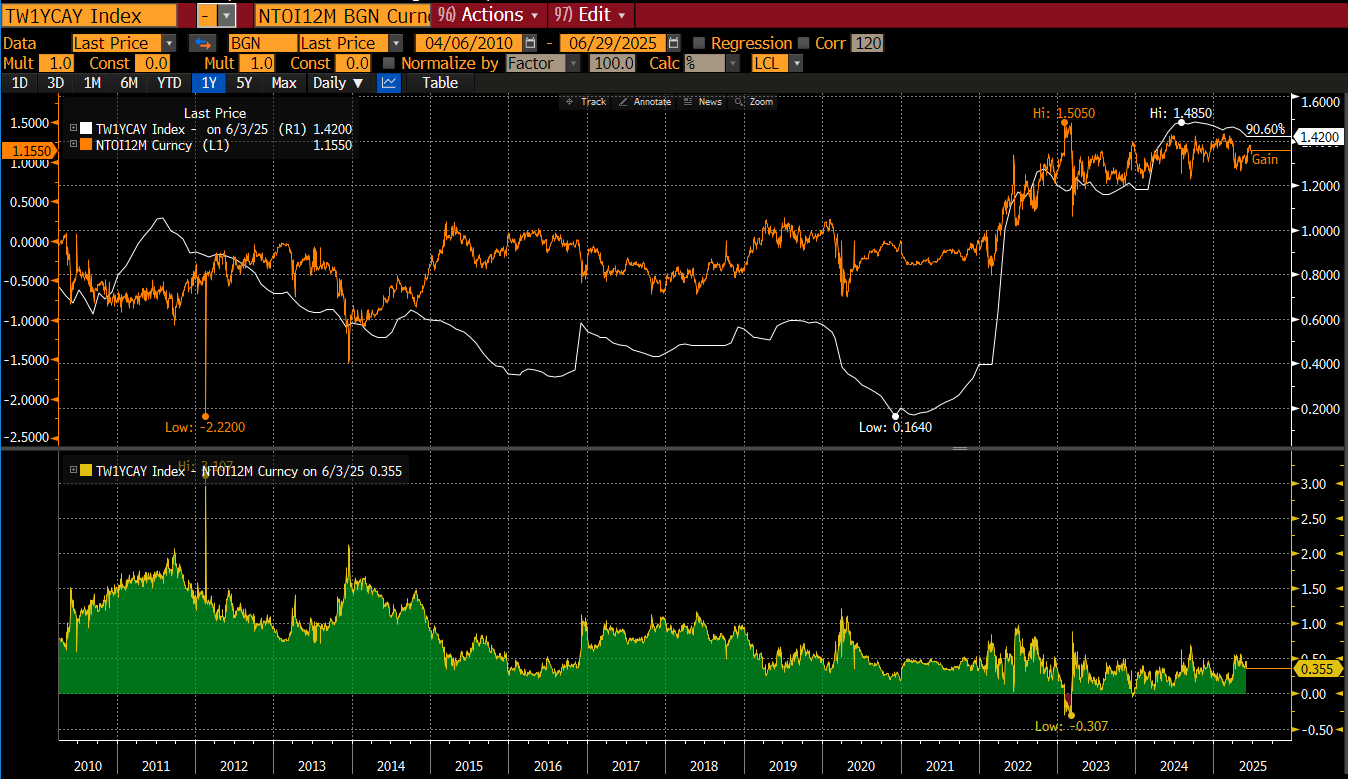 TW1YCAY Index - NTOI12M BGN Curn 96) Actions 97) Edit
Data Last Price BGN Last Price 04/06/2010 - 06/29/2025 Regression Corr 120
Mult 1.0 Const 0.0 Mult 1.0 Const 0.0 Normalize by Factor 100.0 Calc % LCL
1D 3D 1M 6M YTD 1Y 5Y Max Daily ▼ Table
Track Annotate News Zoom
Last Price
TW1YCAY Index - on 6/3/25 (R1) 1.4200
NTOI12M Curncy (L1) 1.1550
Hi: 1.5050
Hi: 1.4850
90.60%
Gain
Low: -2.2200
Low: 0.1640
1.5000
1.1550
1.0000
0.5000
0.0000
-0.5000
-1.0000
-1.5000
-2.0000
-2.5000
1.6000
1.4200
1.2000
1.0000
0.8000
0.6000
0.4000
0.2000
TW1YCAY Index - NTOI12M Curncy on 6/3/25 0.355
Low: -0.307
3.00
2.50
2.00
1.50
1.00
0.50
0.355
0.00
-0.50
2010 2011 2012 2013 2014 2015 2016 2017 2018 2019 2020 2021 2022 2023 2024 2025